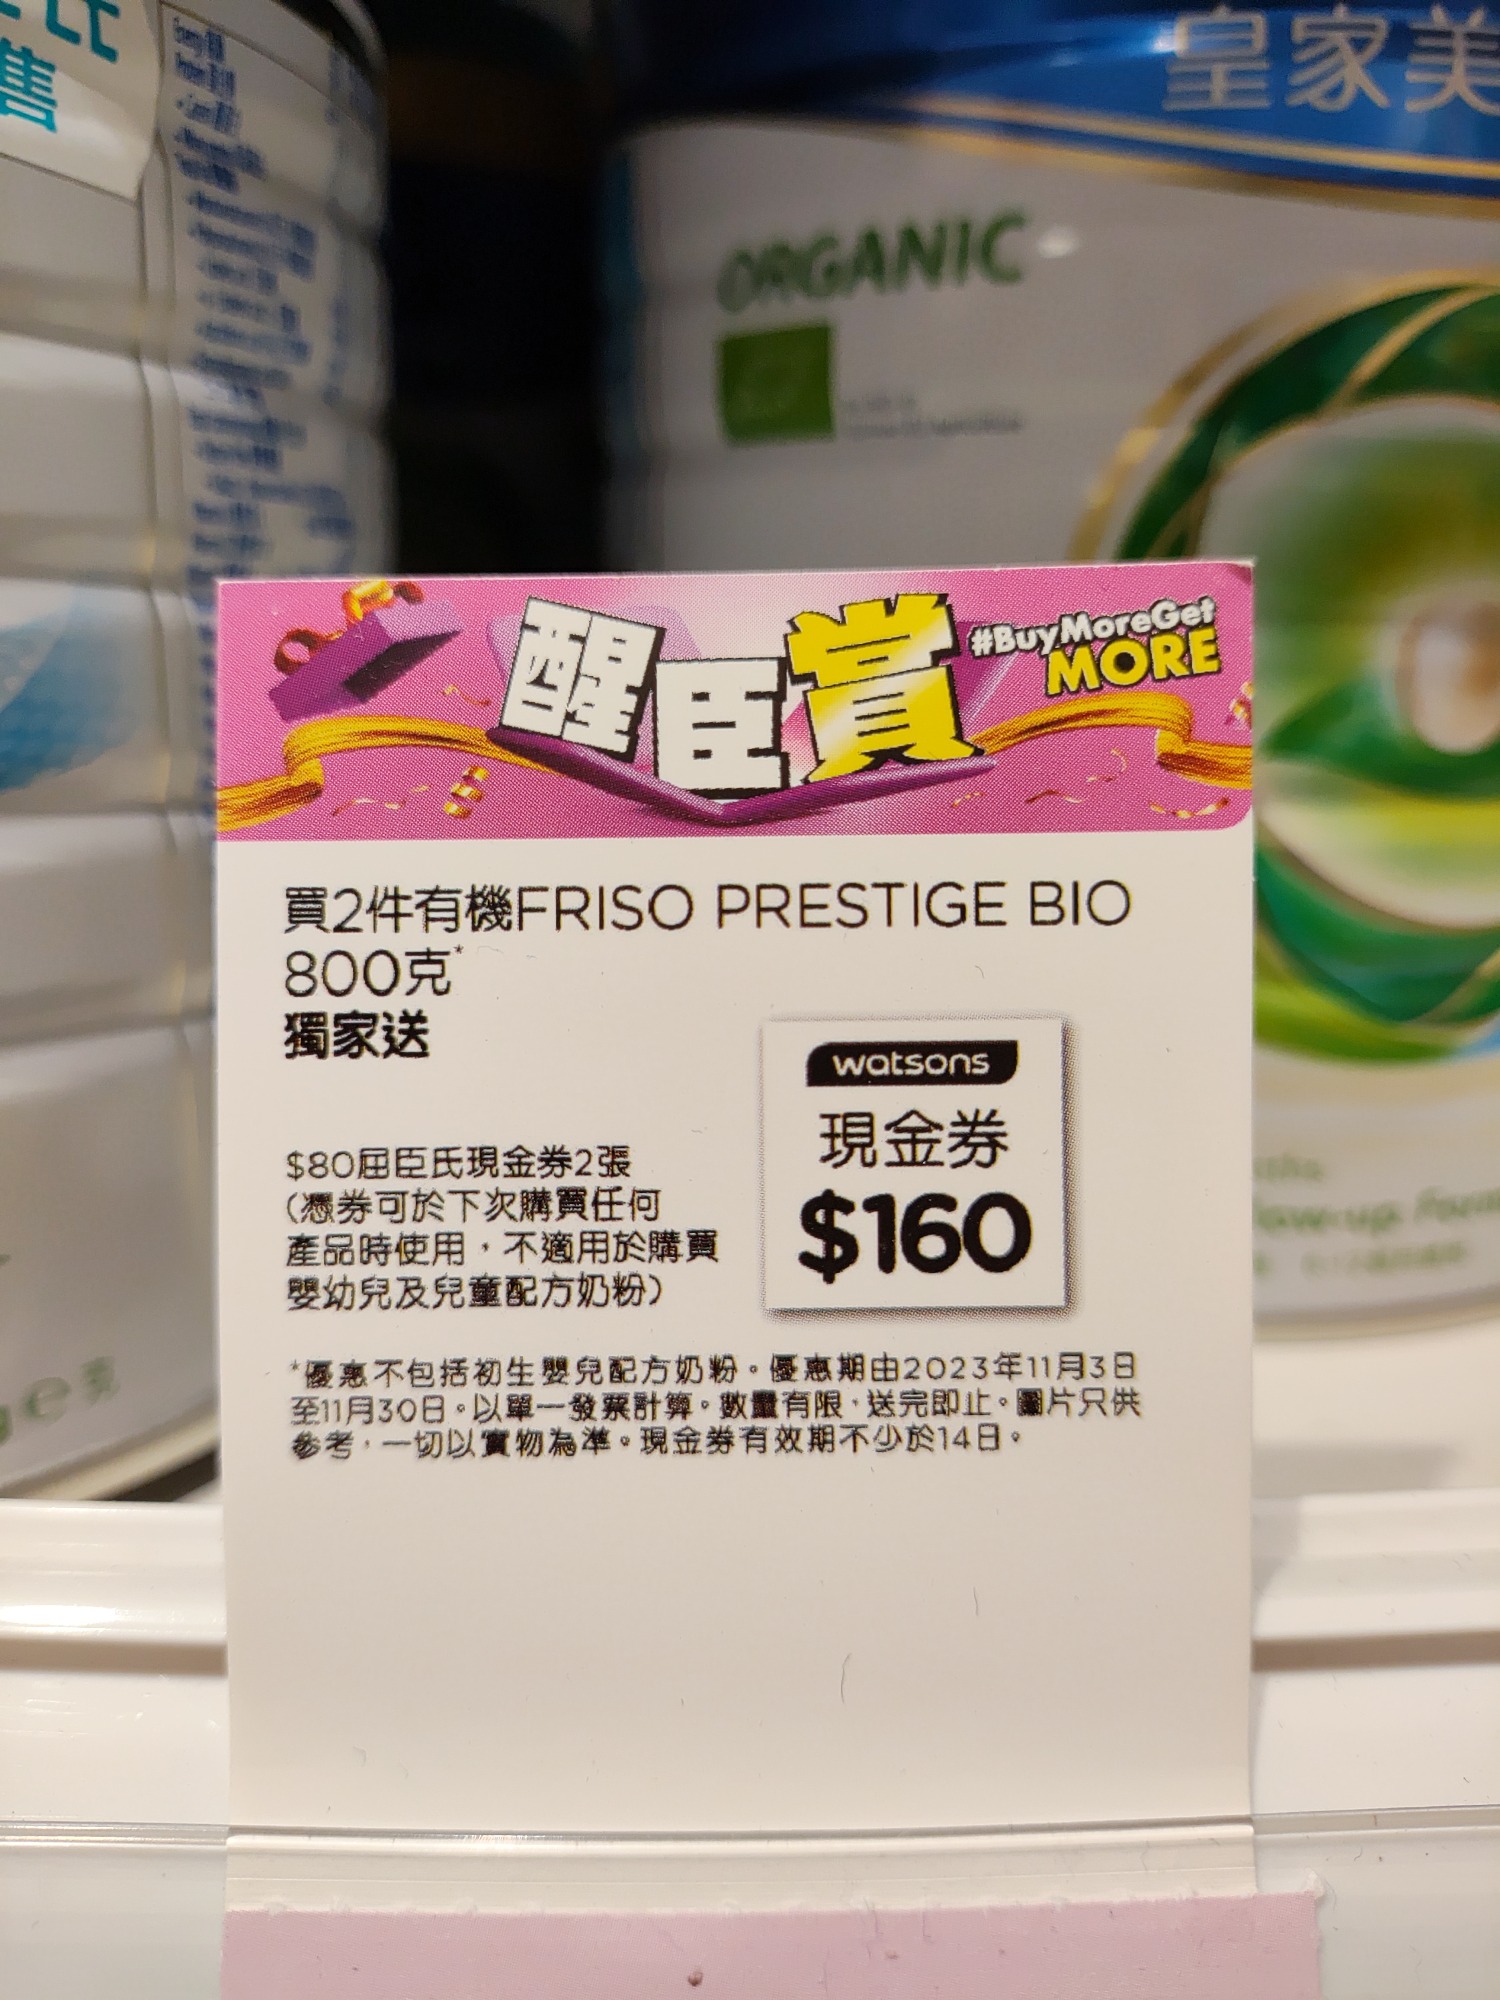 售
皇家美
ORGANIC
醒臣賞
#BuyMoreGet
MORE
買2件有機FRISO PRESTIGE BIO
800克*
獨家送
watsons
現金券
$160
$80屈臣氏現金券2張
(憑券可於下次購買任何
產品時使用，不適用於購買
嬰幼兒及兒童配方奶粉)
*優惠不包括初生嬰兒配方奶粉。優惠期由2023年11月3日
至11月30日。以單一發票計算。數量有限，送完即止。圖片只供
參考，一切以實物為準。現金券有效期不少於14日。